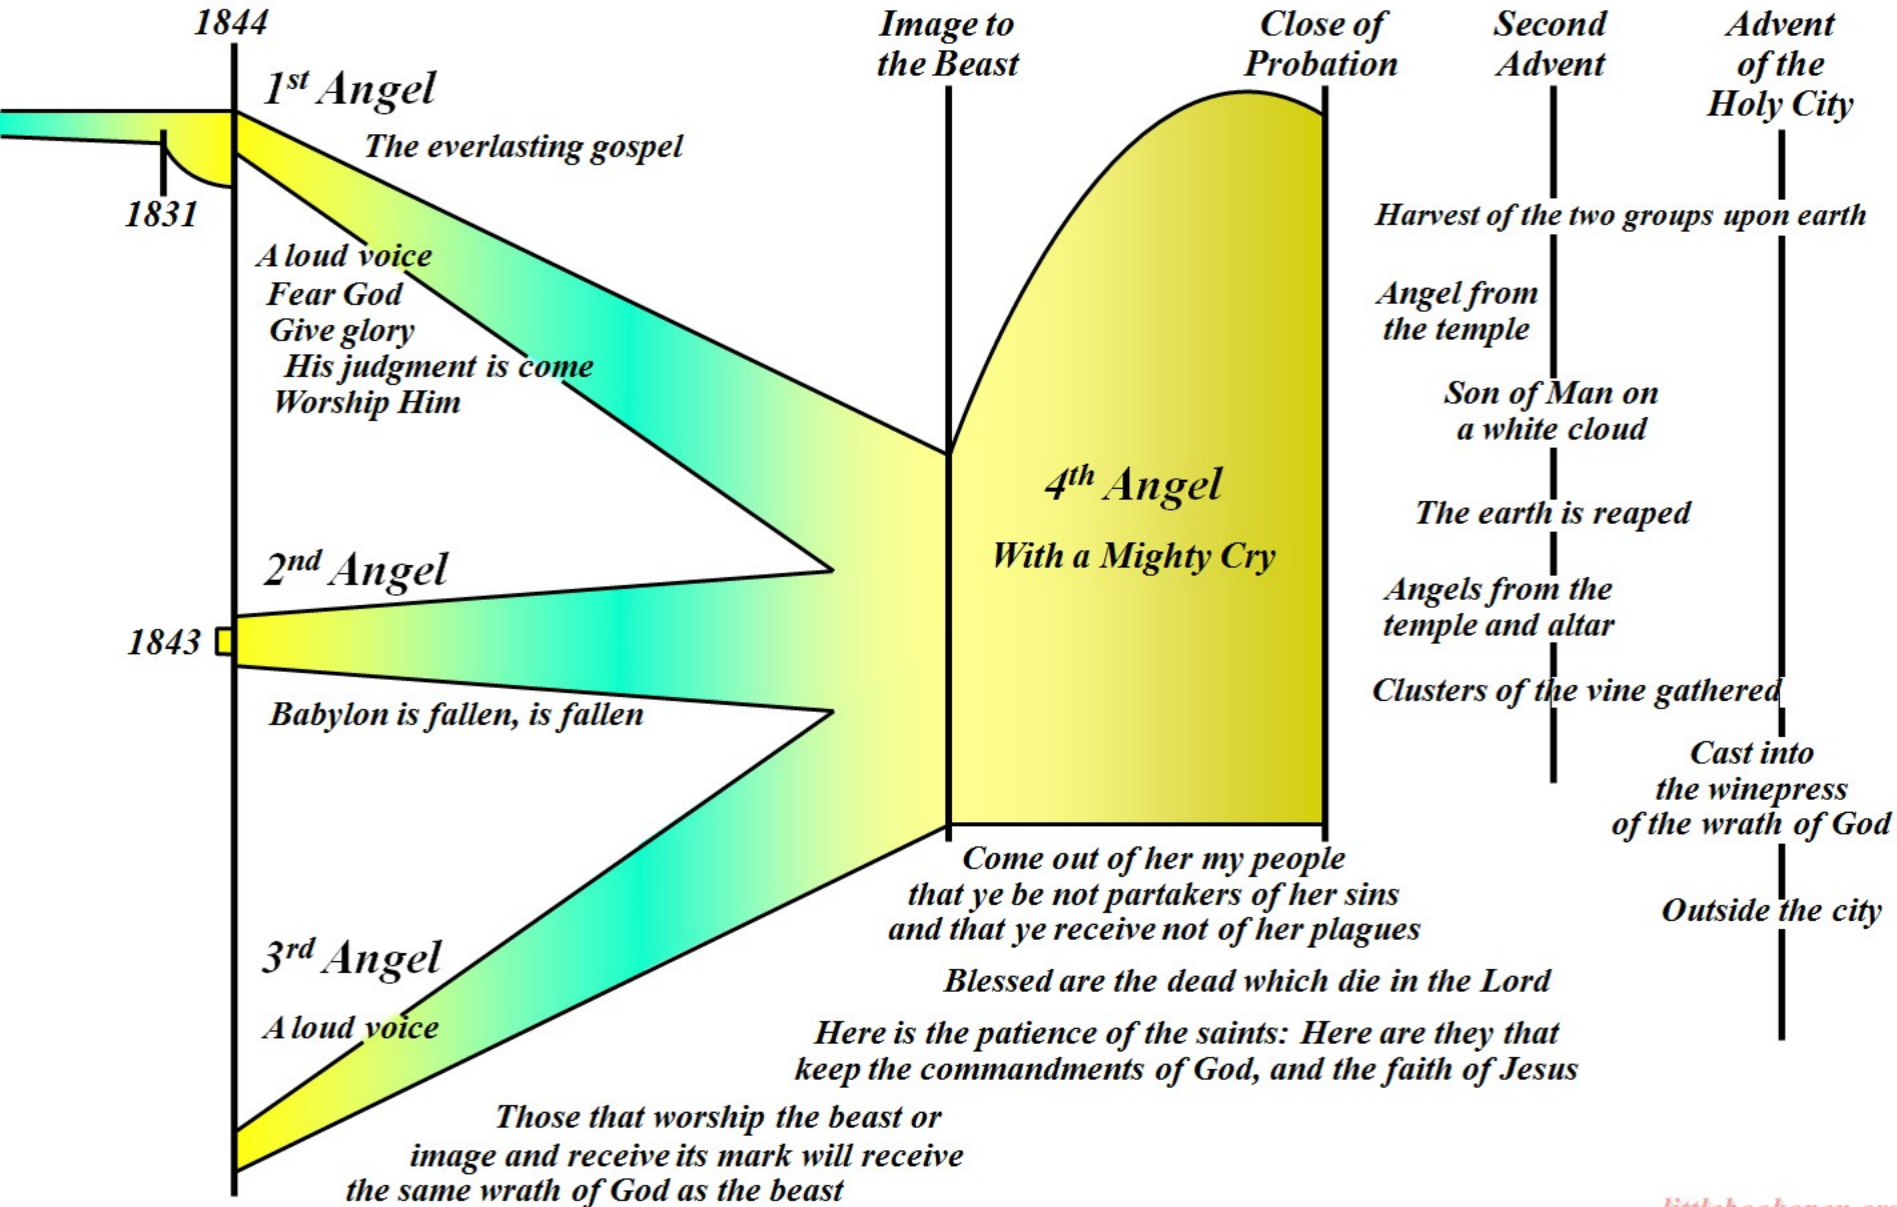 1844
Image to
the Beast
Close of
Probation
Second
Advent
Advent
of the
Holy City
1st Angel
The everlasting gospel
1831
A loud voice
Fear God
Give glory
His judgment is come
Worship Him
Harvest of the two groups upon earth
Angel from
the temple
Son of Man on
a white cloud
4th Angel
With a Mighty Cry
The earth is reaped
2nd Angel
1843
Babylon is fallen, is fallen
Angels from the
temple and altar
Clusters of the vine gathered
Cast into
the winepress
of the wrath of God
Outside the city
Come out of her my people
that ye be not partakers of her sins
and that ye receive not of her plagues
Blessed are the dead which die in the Lord
Here is the patience of the saints: Here are they that
keep the commandments of God, and the faith of Jesus
3rd Angel
A loud voice
Those that worship the beast or
image and receive its mark will receive
the same wrath of God as the beast